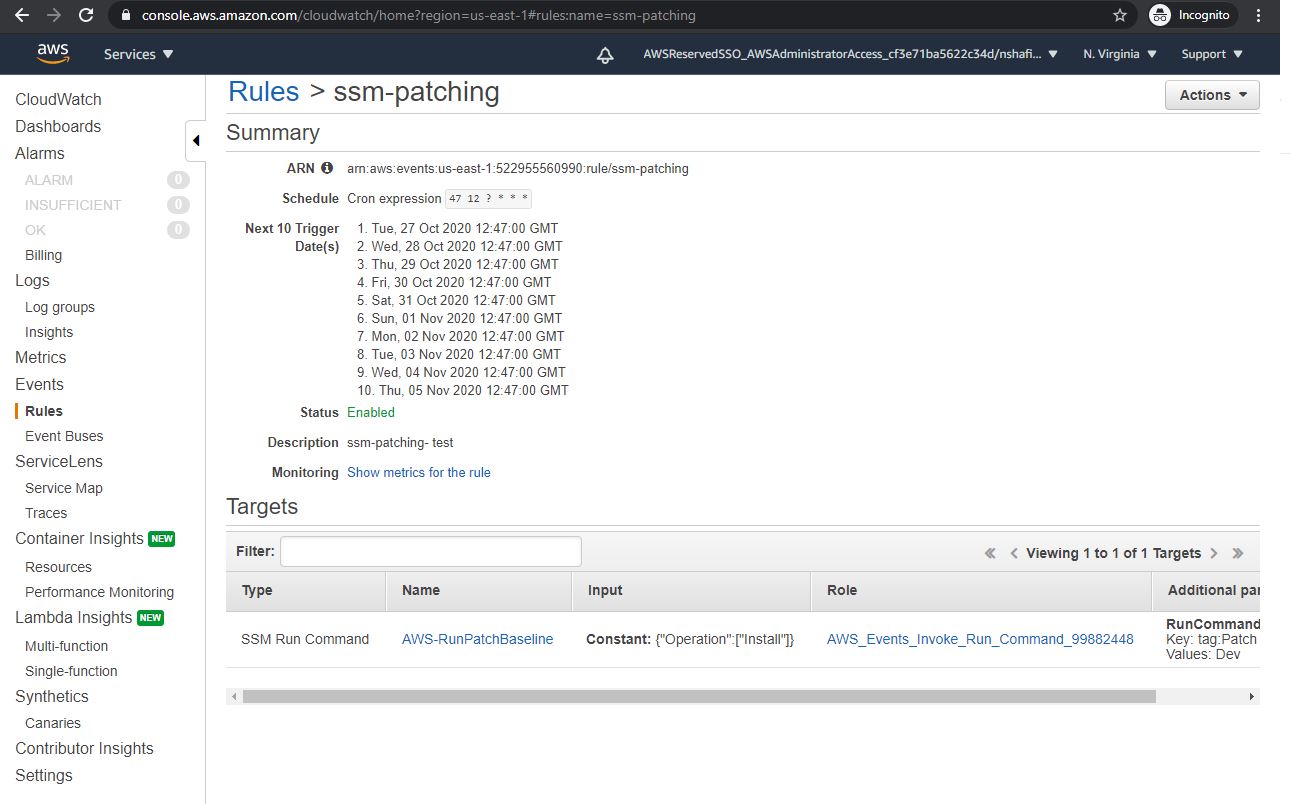 console.aws.amazon.com/cloudwatch/home?region=us-east-1#rules:name=ssm-patching
Incognito
aws
Services
AWSReservedSSO_AWSAdministratorAccess_cf3e71ba5622c34d/nshafi...
N. Virginia
Support
CloudWatch
Dashboards
Alarms
ALARM 0
INSUFFICIENT 0
OK 0
Billing
Logs
Log groups
Insights
Metrics
Events
Rules
Event Buses
ServiceLens
Service Map
Traces
Container Insights NEW
Resources
Performance Monitoring
Lambda Insights NEW
Multi-function
Single-function
Synthetics
Canaries
Contributor Insights
Settings
Rules > ssm-patching
Actions
Summary
ARN arn:aws:events:us-east-1:522955560990:rule/ssm-patching
Schedule Cron expression 47 12 ? * * *
Next 10 Trigger Date(s)
1. Tue, 27 Oct 2020 12:47:00 GMT
2. Wed, 28 Oct 2020 12:47:00 GMT
3. Thu, 29 Oct 2020 12:47:00 GMT
4. Fri, 30 Oct 2020 12:47:00 GMT
5. Sat, 31 Oct 2020 12:47:00 GMT
6. Sun, 01 Nov 2020 12:47:00 GMT
7. Mon, 02 Nov 2020 12:47:00 GMT
8. Tue, 03 Nov 2020 12:47:00 GMT
9. Wed, 04 Nov 2020 12:47:00 GMT
10. Thu, 05 Nov 2020 12:47:00 GMT
Status Enabled
Description ssm-patching- test
Monitoring Show metrics for the rule
Targets
Filter:
« < Viewing 1 to 1 of 1 Targets > »
Type Name Input Role Additional par
SSM Run Command AWS-RunPatchBaseline Constant: {"Operation":["Install"]} AWS_Events_Invoke_Run_Command_99882448
RunCommand
Key: tag:Patch
Values: Dev